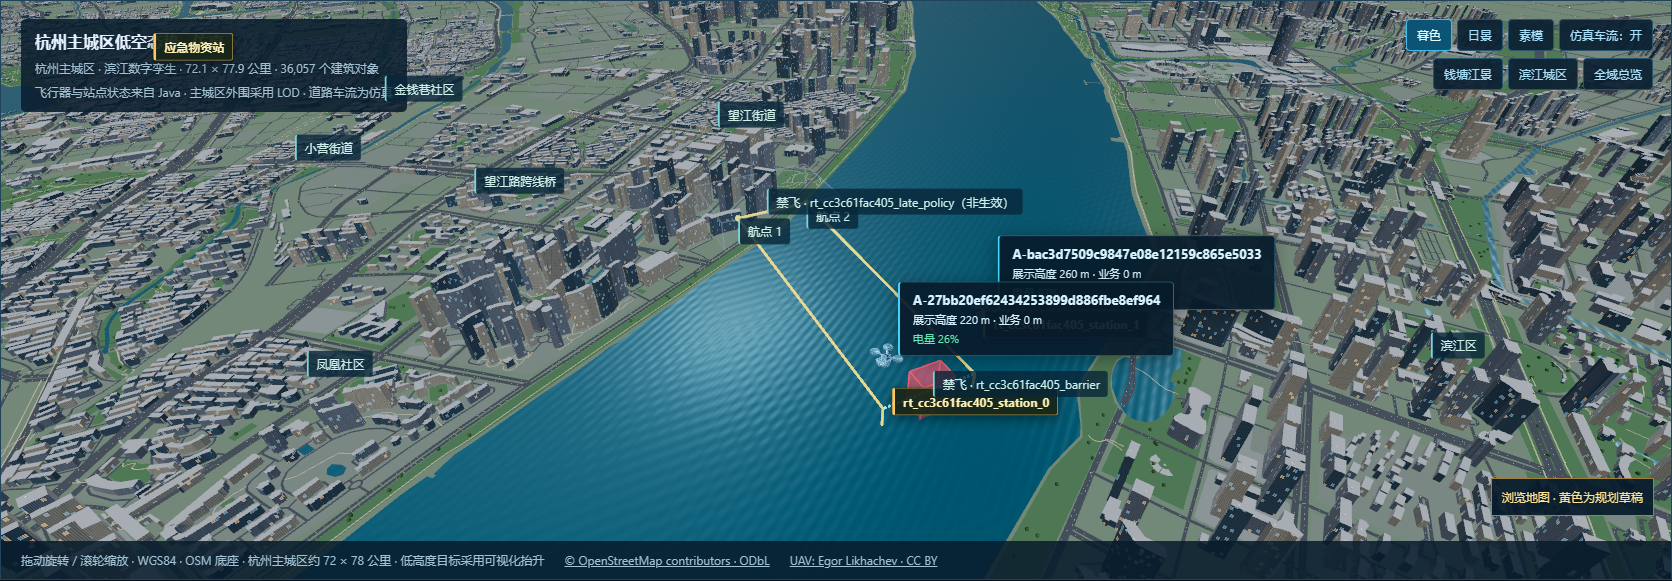 杭州主城区低空
应急物资站
杭州主城区 · 滨江数字孪生 · 72.1 × 77.9 公里 · 36,057 个建筑对象
飞行器与站点状态来自 Java · 主城区外围采用 LOD · 道路车流为仿
金钱巷社区
暮色
日景
素模
仿真车流：开
钱塘江景
滨江城区
全域总览
望江街道
小营街道
望江路跨线桥
禁飞 · rt_cc3c61fac405_late_policy（非生效）
航点 2
航点 1
A-bac3d7509c9847e08e12159c865e5033
展示高度 260 m · 业务 0 m
A-27bb20ef62434253899d886fbe8ef964
展示高度 220 m · 业务 0 m
电量 26%
c61fac405_station_1
滨江区
凤凰社区
禁飞 · rt_cc3c61fac405_barrier
rt_cc3c61fac405_station_0
浏览地图 · 黄色为规划草稿
拖动旋转 / 滚轮缩放 · WGS84 · OSM 底座 · 杭州主城区约 72 × 78 公里 · 低高度目标采用可视化抬升
© OpenStreetMap contributors · ODbL
UAV: Egor Likhachev · CC BY